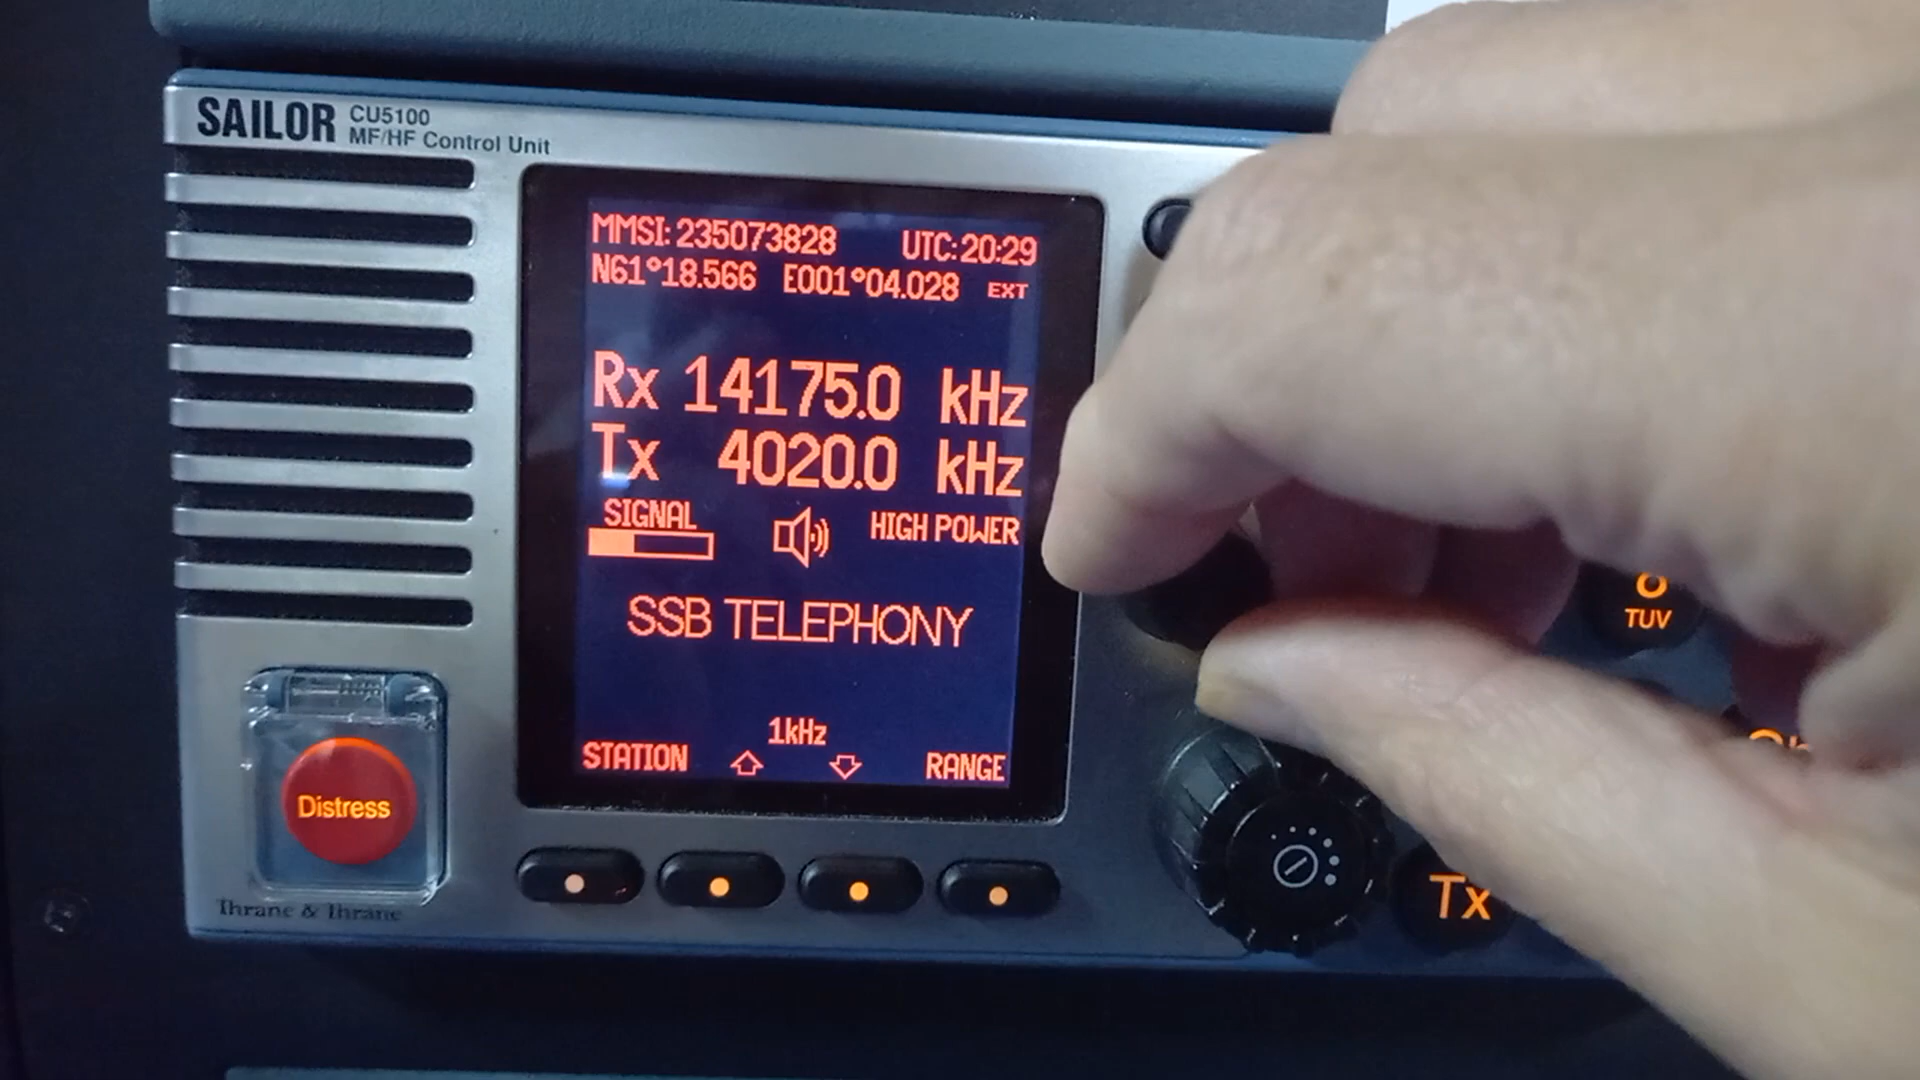 SAILOR CU5100
MF/HF Control Unit
MMSI:235073828 UTC:20:29
N61°18.566 E001°04.028 EXT
Rx 14175.0 kHz
Tx 4020.0 kHz
SIGNAL HIGH POWER
SSB TELEPHONY
1kHz
STATION RANGE
Distress
Thrane & Thrane
TUV
Tx